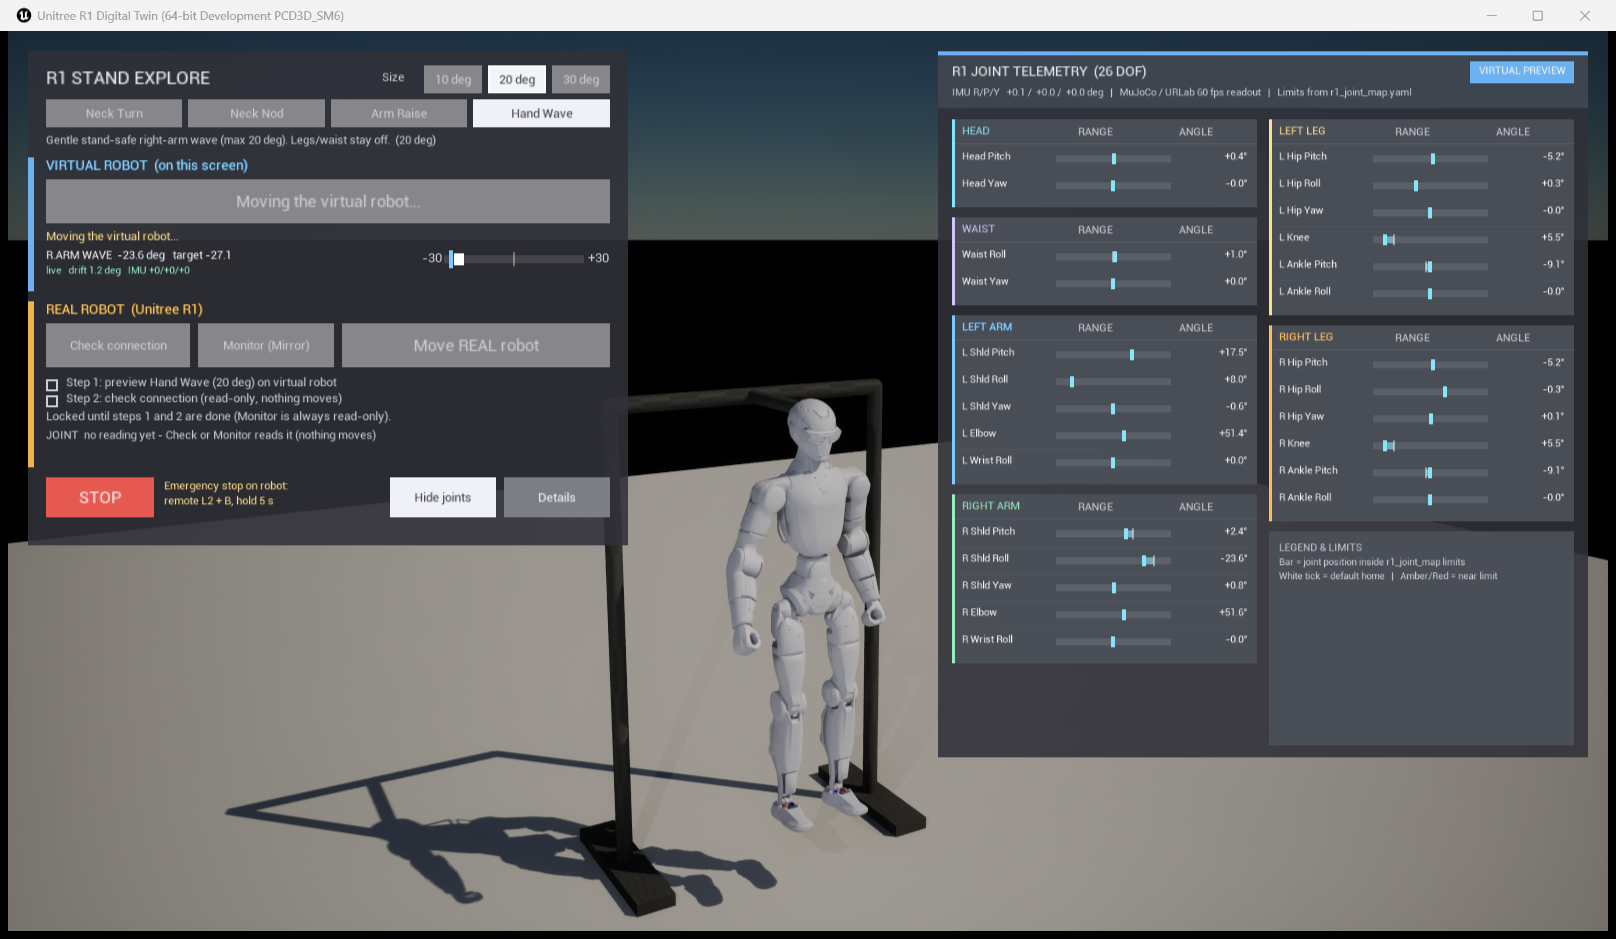 Unitree R1 Digital Twin (64-bit Development PCD3D_SM6)
R1 STAND EXPLORE
Size
10 deg
20 deg
30 deg
Neck Turn
Neck Nod
Arm Raise
Hand Wave
Gentle stand-safe right-arm wave (max 20 deg). Legs/waist stay off.  (20 deg)
VIRTUAL ROBOT  (on this screen)
Moving the virtual robot...
Moving the virtual robot...
R.ARM WAVE  -23.6 deg  target -27.1
-30
+30
live  drift 1.2 deg  IMU +0/+0/+0
REAL ROBOT  (Unitree R1)
Check connection
Monitor (Mirror)
Move REAL robot
Step 1: preview Hand Wave (20 deg) on virtual robot
Step 2: check connection (read-only, nothing moves)
Locked until steps 1 and 2 are done (Monitor is always read-only).
JOINT  no reading yet - Check or Monitor reads it (nothing moves)
STOP
Emergency stop on robot:
remote L2 + B, hold 5 s
Hide joints
Details
R1 JOINT TELEMETRY  (26 DOF)
VIRTUAL PREVIEW
IMU R/P/Y  +0.1 /  +0.0 /  +0.0 deg  |  MuJoCo / URLab 60 fps readout  |  Limits from r1_joint_map.yaml
HEAD RANGE ANGLE
Head Pitch +0.4°
Head Yaw -0.0°
WAIST RANGE ANGLE
Waist Roll +1.0°
Waist Yaw +0.0°
LEFT ARM RANGE ANGLE
L Shld Pitch +17.5°
L Shld Roll +8.0°
L Shld Yaw -0.6°
L Elbow +51.4°
L Wrist Roll +0.0°
RIGHT ARM RANGE ANGLE
R Shld Pitch +2.4°
R Shld Roll -23.6°
R Shld Yaw +0.8°
R Elbow +51.6°
R Wrist Roll -0.0°
LEFT LEG RANGE ANGLE
L Hip Pitch -5.2°
L Hip Roll +0.3°
L Hip Yaw -0.0°
L Knee +5.5°
L Ankle Pitch -9.1°
L Ankle Roll -0.0°
RIGHT LEG RANGE ANGLE
R Hip Pitch -5.2°
R Hip Roll -0.3°
R Hip Yaw +0.1°
R Knee +5.5°
R Ankle Pitch -9.1°
R Ankle Roll -0.0°
LEGEND & LIMITS
Bar = joint position inside r1_joint_map limits
White tick = default home  |  Amber/Red = near limit